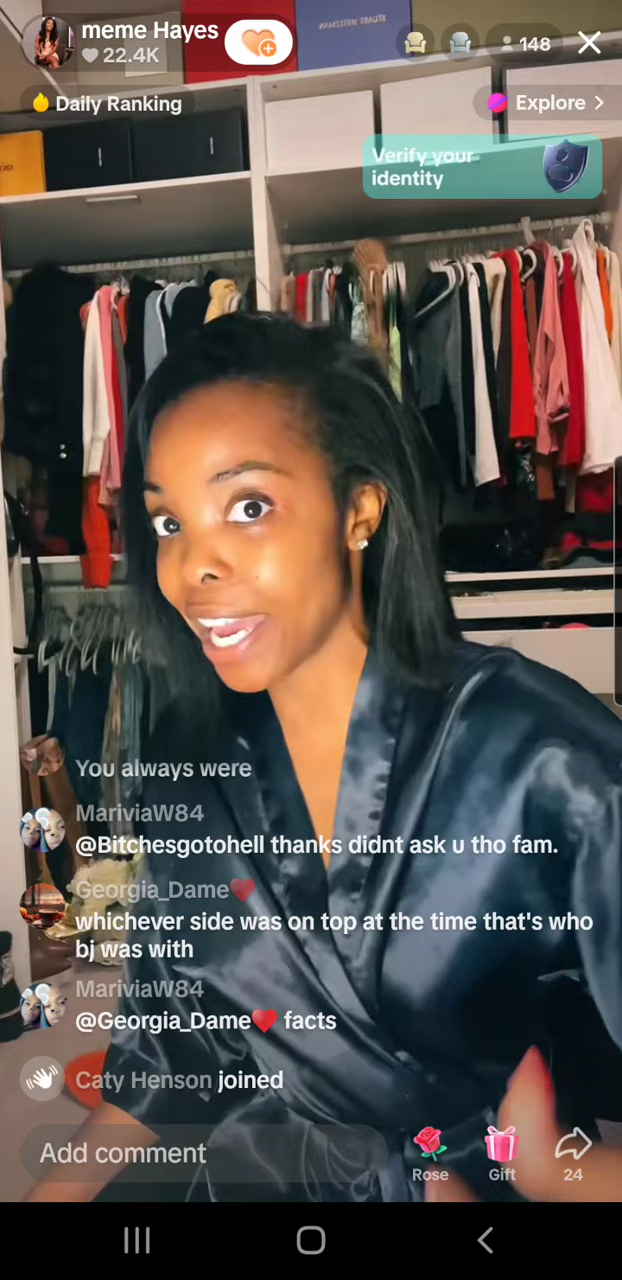 meme Hayes
22.4K
148
Daily Ranking
Explore
Verify your
identity
STUART WEITZMAN
You always were
MariviaW84
@Bitchesgotohell thanks didnt ask u tho fam.
Georgia_Dame❤️
whichever side was on top at the time that's who
bj was with
MariviaW84
@Georgia_Dame❤️ facts
Caty Henson joined
Add comment
Rose
Gift
24